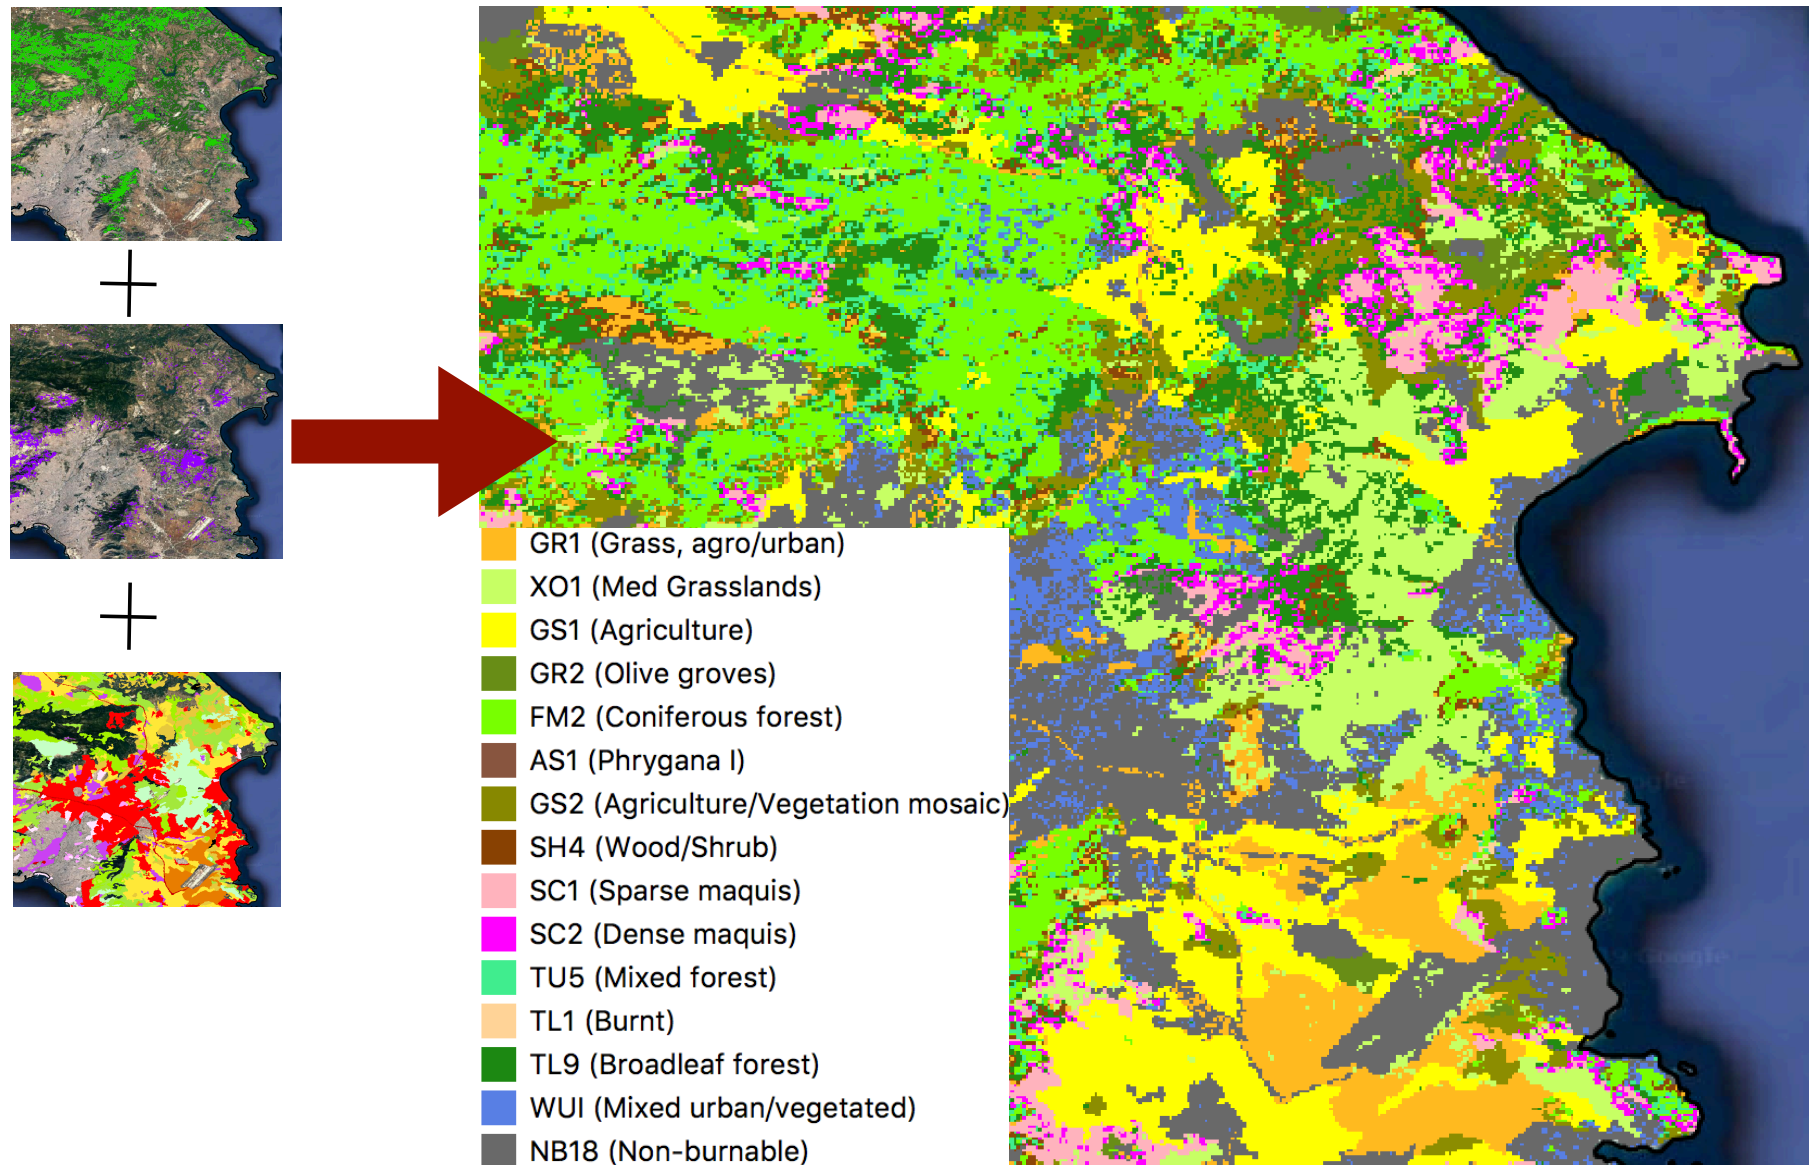 GR1 (Grass, agro/urban)
XO1 (Med Grasslands)
GS1 (Agriculture)
GR2 (Olive groves)
FM2 (Coniferous forest)
AS1 (Phrygana I)
GS2 (Agriculture/Vegetation mosaic)
SH4 (Wood/Shrub)
SC1 (Sparse maquis)
SC2 (Dense maquis)
TU5 (Mixed forest)
TL1 (Burnt)
TL9 (Broadleaf forest)
WUI (Mixed urban/vegetated)
NB18 (Non-burnable)
Google